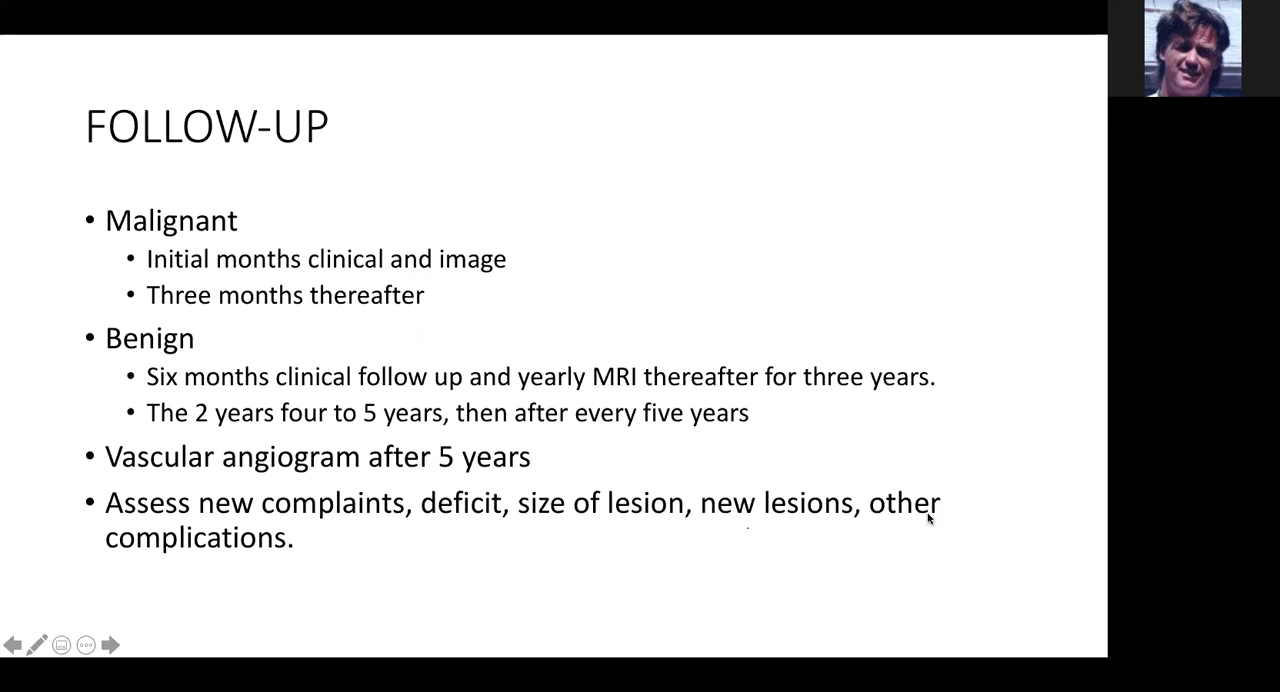 FOLLOW-UP
• Malignant
• Initial months clinical and image
• Three months thereafter
• Benign
• Six months clinical follow up and yearly MRI thereafter for three years.
• The 2 years four to 5 years, then after every five years
• Vascular angiogram after 5 years
• Assess new complaints, deficit, size of lesion, new lesions, other
complications.